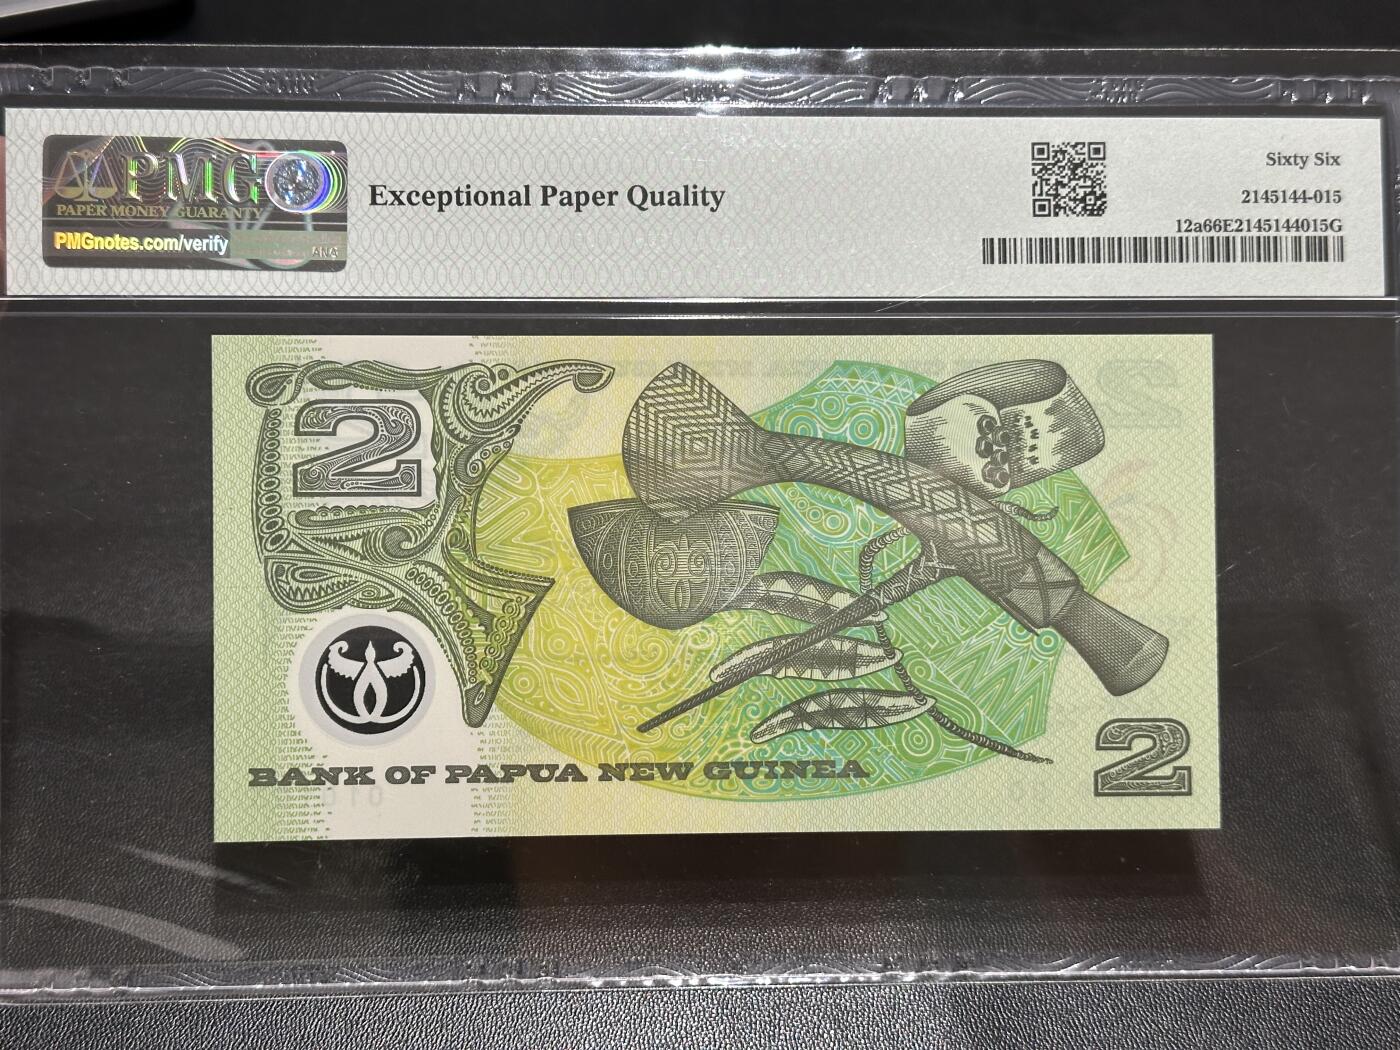 PMG
PAPER MONEY GUARANTY
PMGnotes.com/verify
ANA
Exceptional Paper Quality
Sixty Six
2145144-015
12a66E2145144015G
2
BANK OF PAPUA NEW GUINEA
2